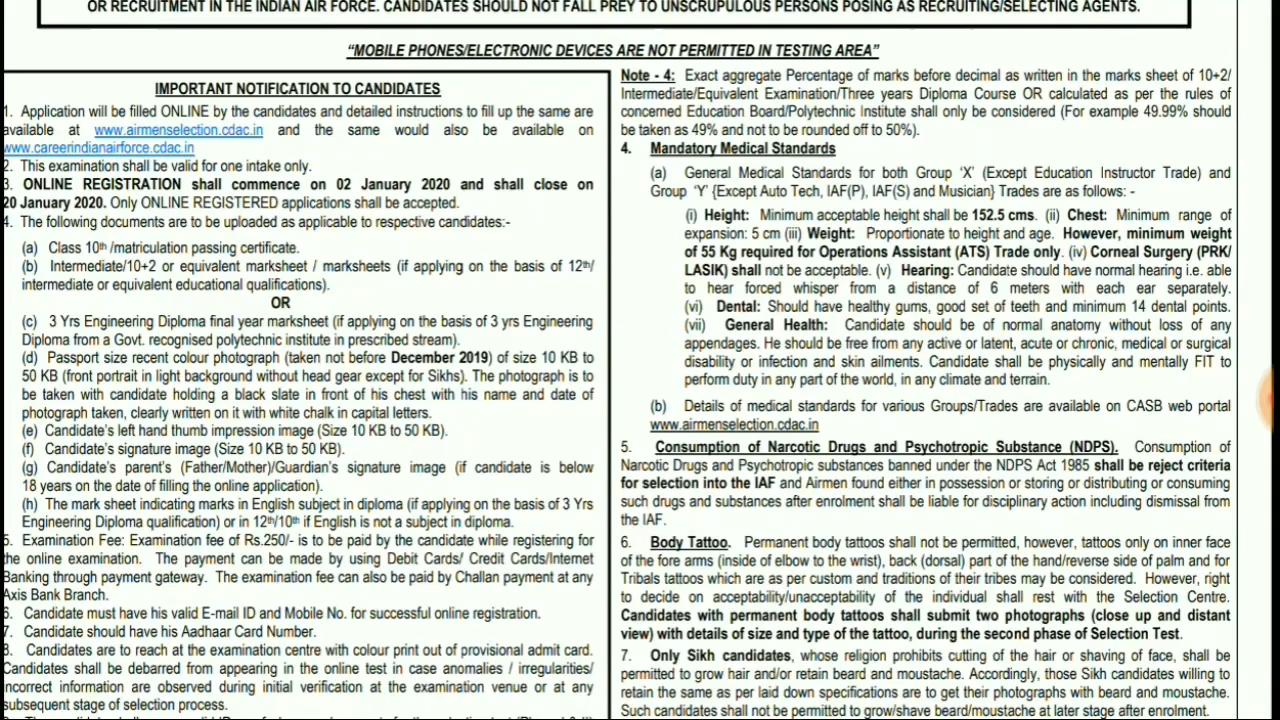 OR RECRUITMENT IN THE INDIAN AIR FORCE. CANDIDATES SHOULD NOT FALL PREY TO UNSCRUPULOUS PERSONS POSING AS RECRUITING/SELECTING AGENTS.
“MOBILE PHONES/ELECTRONIC DEVICES ARE NOT PERMITTED IN TESTING AREA”
IMPORTANT NOTIFICATION TO CANDIDATES
1. Application will be filled ONLINE by the candidates and detailed instructions to fill up the same are
available at www.airmenselection.cdac.in and the same would also be available on
www.careerindianairforce.cdac.in
2. This examination shall be valid for one intake only.
3. ONLINE REGISTRATION shall commence on 02 January 2020 and shall close on
20 January 2020. Only ONLINE REGISTERED applications shall be accepted.
4. The following documents are to be uploaded as applicable to respective candidates:-
(a) Class 10th /matriculation passing certificate.
(b) Intermediate/10+2 or equivalent marksheet / marksheets (if applying on the basis of 12th/
intermediate or equivalent educational qualifications).
OR
(c) 3 Yrs Engineering Diploma final year marksheet (if applying on the basis of 3 yrs Engineering
Diploma from a Govt. recognised polytechnic institute in prescribed stream).
(d) Passport size recent colour photograph (taken not before December 2019) of size 10 KB to
50 KB (front portrait in light background without head gear except for Sikhs). The photograph is to
be taken with candidate holding a black slate in front of his chest with his name and date of
photograph taken, clearly written on it with white chalk in capital letters.
(e) Candidate's left hand thumb impression image (Size 10 KB to 50 KB).
(f) Candidate's signature image (Size 10 KB to 50 KB).
(g) Candidate's parent's (Father/Mother)/Guardian's signature image (if candidate is below
18 years on the date of filling the online application).
(h) The mark sheet indicating marks in English subject in diploma (if applying on the basis of 3 Yrs
Engineering Diploma qualification) or in 12th/10th if English is not a subject in diploma.
5. Examination Fee: Examination fee of Rs.250/- is to be paid by the candidate while registering for
the online examination. The payment can be made by using Debit Cards/ Credit Cards/Internet
Banking through payment gateway. The examination fee can also be paid by Challan payment at any
Axis Bank Branch.
6. Candidate must have his valid E-mail ID and Mobile No. for successful online registration.
7. Candidate should have his Aadhaar Card Number.
8. Candidates are to reach at the examination centre with colour print out of provisional admit card.
Candidates shall be debarred from appearing in the online test in case anomalies / irregularities/
incorrect information are observed during initial verification at the examination venue or at any
subsequent stage of selection process.
Note - 4: Exact aggregate Percentage of marks before decimal as written in the marks sheet of 10+2/
Intermediate/Equivalent Examination/Three years Diploma Course OR calculated as per the rules of
concerned Education Board/Polytechnic Institute shall only be considered (For example 49.99% should
be taken as 49% and not to be rounded off to 50%).
4. Mandatory Medical Standards
(a) General Medical Standards for both Group ‘X’ (Except Education Instructor Trade) and
Group ‘Y’ {Except Auto Tech, IAF(P), IAF(S) and Musician} Trades are as follows: -
(i) Height: Minimum acceptable height shall be 152.5 cms. (ii) Chest: Minimum range of
expansion: 5 cm (iii) Weight: Proportionate to height and age. However, minimum weight
of 55 Kg required for Operations Assistant (ATS) Trade only. (iv) Corneal Surgery (PRK/
LASIK) shall not be acceptable. (v) Hearing: Candidate should have normal hearing i.e. able
to hear forced whisper from a distance of 6 meters with each ear separately.
(vi) Dental: Should have healthy gums, good set of teeth and minimum 14 dental points.
(vii) General Health: Candidate should be of normal anatomy without loss of any
appendages. He should be free from any active or latent, acute or chronic, medical or surgical
disability or infection and skin ailments. Candidate shall be physically and mentally FIT to
perform duty in any part of the world, in any climate and terrain.
(b) Details of medical standards for various Groups/Trades are available on CASB web portal
www.airmenselection.cdac.in
5. Consumption of Narcotic Drugs and Psychotropic Substance (NDPS). Consumption of
Narcotic Drugs and Psychotropic substances banned under the NDPS Act 1985 shall be reject criteria
for selection into the IAF and Airmen found either in possession or storing or distributing or consuming
such drugs and substances after enrolment shall be liable for disciplinary action including dismissal from
the IAF.
6. Body Tattoo. Permanent body tattoos shall not be permitted, however, tattoos only on inner face
of the fore arms (inside of elbow to the wrist), back (dorsal) part of the hand/reverse side of palm and for
Tribals tattoos which are as per custom and traditions of their tribes may be considered. However, right
to decide on acceptability/unacceptability of the individual shall rest with the Selection Centre.
Candidates with permanent body tattoos shall submit two photographs (close up and distant
view) with details of size and type of the tattoo, during the second phase of Selection Test.
7. Only Sikh candidates, whose religion prohibits cutting of the hair or shaving of face, shall be
permitted to grow hair and/or retain beard and moustache. Accordingly, those Sikh candidates willing to
retain the same as per laid down specifications are to get their photographs with beard and moustache.
Such candidates shall not be permitted to grow/shave beard/moustache at later stage after enrolment.